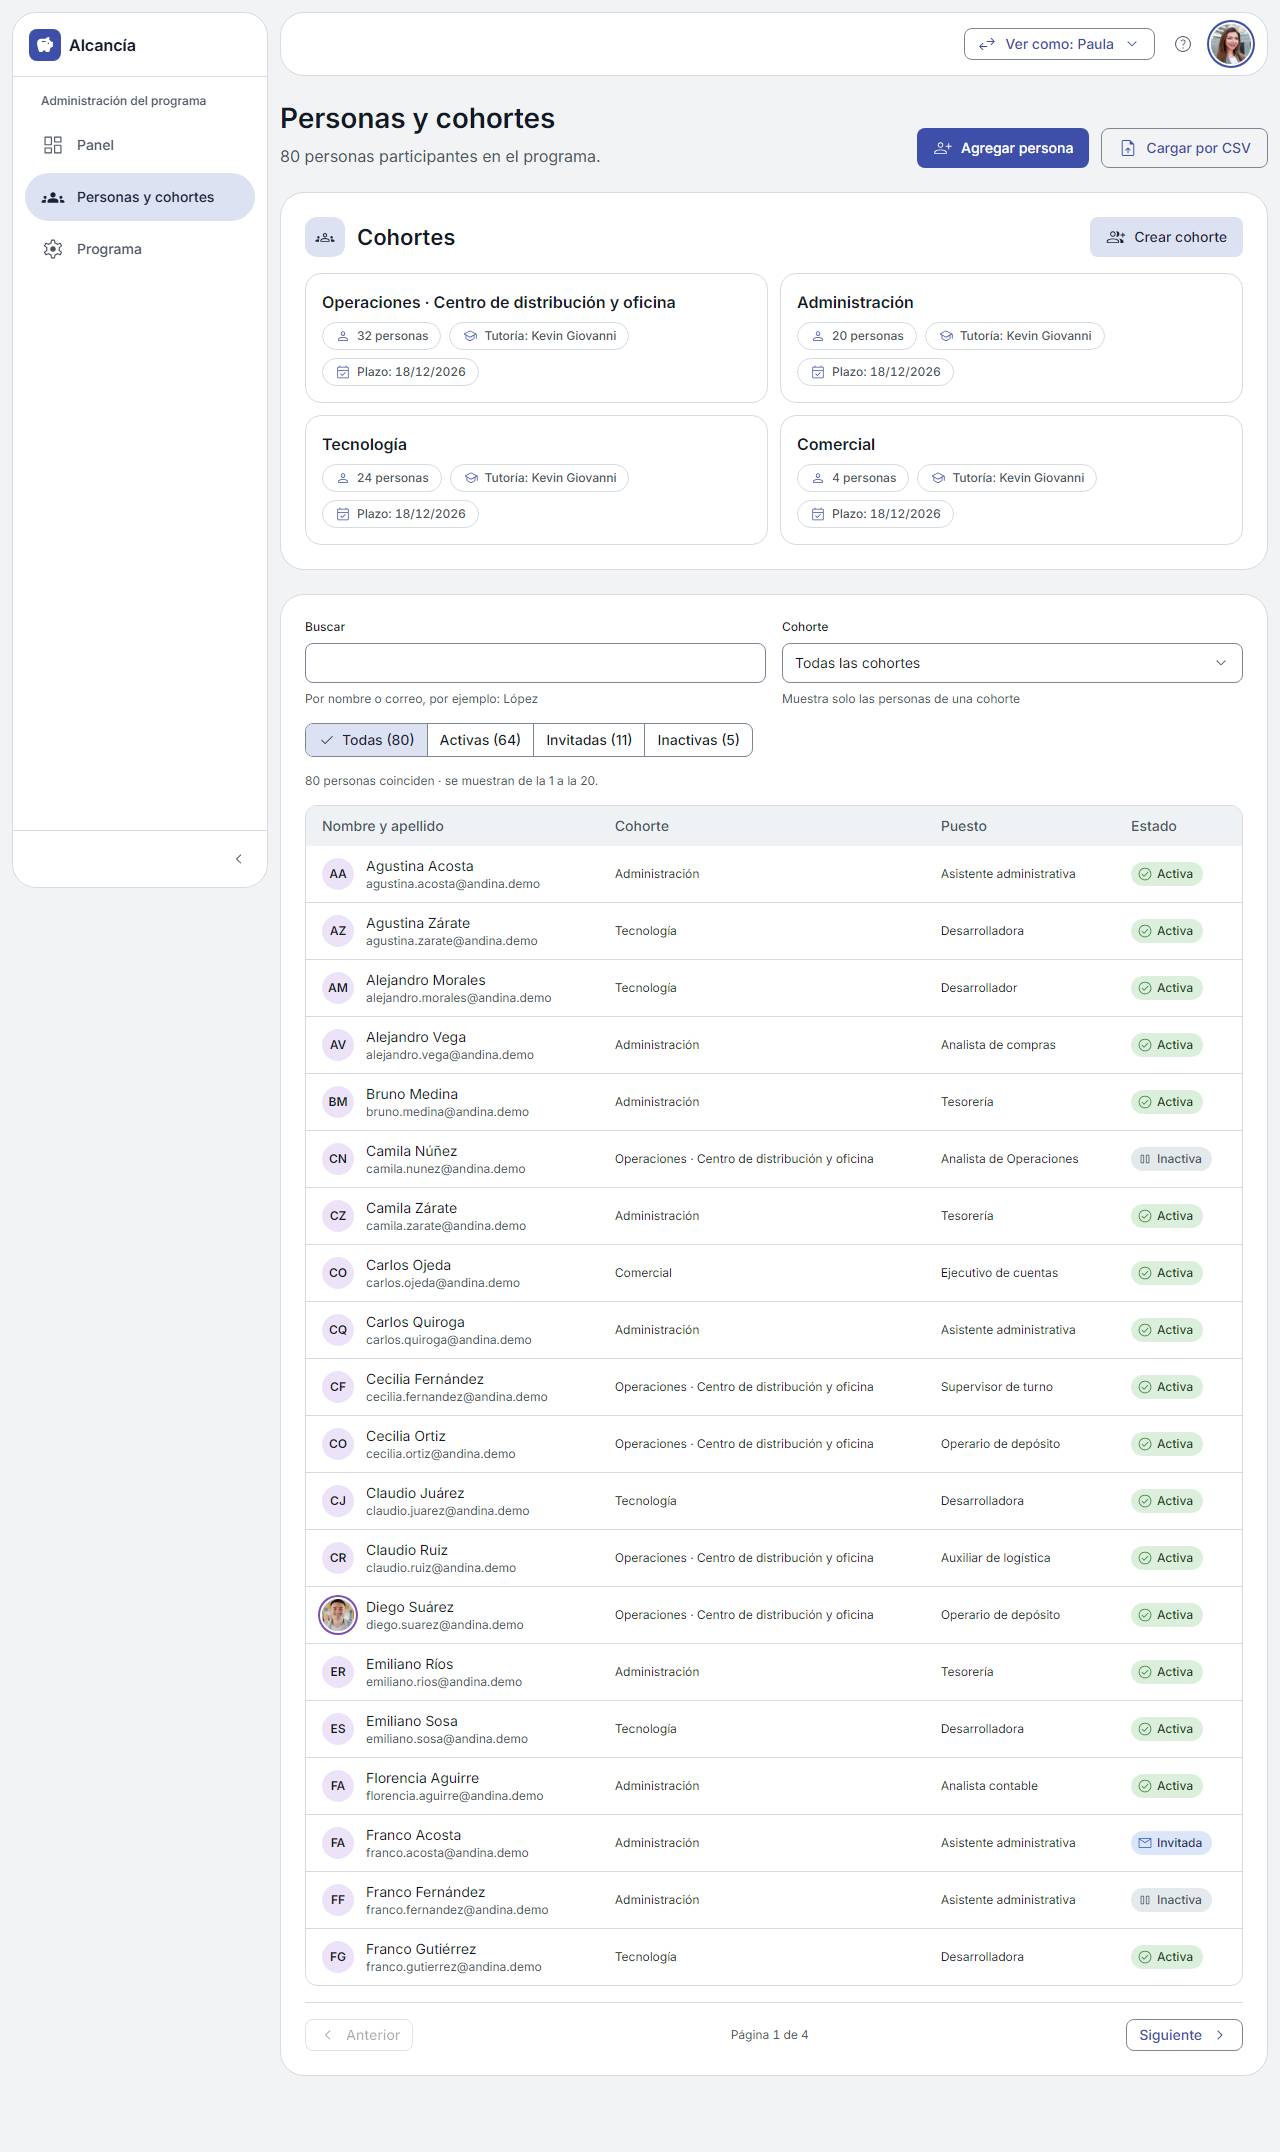 Alcancía
Ver como: Paula
Administración del programa
Panel
Personas y cohortes
Programa
Personas y cohortes
80 personas participantes en el programa.
Agregar persona
Cargar por CSV
Cohortes
Crear cohorte
Operaciones · Centro de distribución y oficina
32 personas
Tutoría: Kevin Giovanni
Plazo: 18/12/2026
Administración
20 personas
Tutoría: Kevin Giovanni
Plazo: 18/12/2026
Tecnología
24 personas
Tutoría: Kevin Giovanni
Plazo: 18/12/2026
Comercial
4 personas
Tutoría: Kevin Giovanni
Plazo: 18/12/2026
Buscar
Por nombre o correo, por ejemplo: López
Cohorte
Todas las cohortes
Muestra solo las personas de una cohorte
Todas (80) Activas (64) Invitadas (11) Inactivas (5)
80 personas coinciden · se muestran de la 1 a la 20.
Nombre y apellido Cohorte Puesto Estado
AA Agustina Acosta Administración Asistente administrativa Activa
agustina.acosta@andina.demo
AZ Agustina Zárate Tecnología Desarrolladora Activa
agustina.zarate@andina.demo
AM Alejandro Morales Tecnología Desarrollador Activa
alejandro.morales@andina.demo
AV Alejandro Vega Administración Analista de compras Activa
alejandro.vega@andina.demo
BM Bruno Medina Administración Tesorería Activa
bruno.medina@andina.demo
CN Camila Núñez Operaciones · Centro de distribución y oficina Analista de Operaciones Inactiva
camila.nunez@andina.demo
CZ Camila Zárate Administración Tesorería Activa
camila.zarate@andina.demo
CO Carlos Ojeda Comercial Ejecutivo de cuentas Activa
carlos.ojeda@andina.demo
CQ Carlos Quiroga Administración Asistente administrativa Activa
carlos.quiroga@andina.demo
CF Cecilia Fernández Operaciones · Centro de distribución y oficina Supervisor de turno Activa
cecilia.fernandez@andina.demo
CO Cecilia Ortiz Operaciones · Centro de distribución y oficina Operario de depósito Activa
cecilia.ortiz@andina.demo
CJ Claudio Juárez Tecnología Desarrolladora Activa
claudio.juarez@andina.demo
CR Claudio Ruiz Operaciones · Centro de distribución y oficina Auxiliar de logística Activa
claudio.ruiz@andina.demo
Diego Suárez Operaciones · Centro de distribución y oficina Operario de depósito Activa
diego.suarez@andina.demo
ER Emiliano Ríos Administración Tesorería Activa
emiliano.rios@andina.demo
ES Emiliano Sosa Tecnología Desarrolladora Activa
emiliano.sosa@andina.demo
FA Florencia Aguirre Administración Analista contable Activa
florencia.aguirre@andina.demo
FA Franco Acosta Administración Asistente administrativa Invitada
franco.acosta@andina.demo
FF Franco Fernández Administración Asistente administrativa Inactiva
franco.fernandez@andina.demo
FG Franco Gutiérrez Tecnología Desarrolladora Activa
franco.gutierrez@andina.demo
Anterior Página 1 de 4 Siguiente